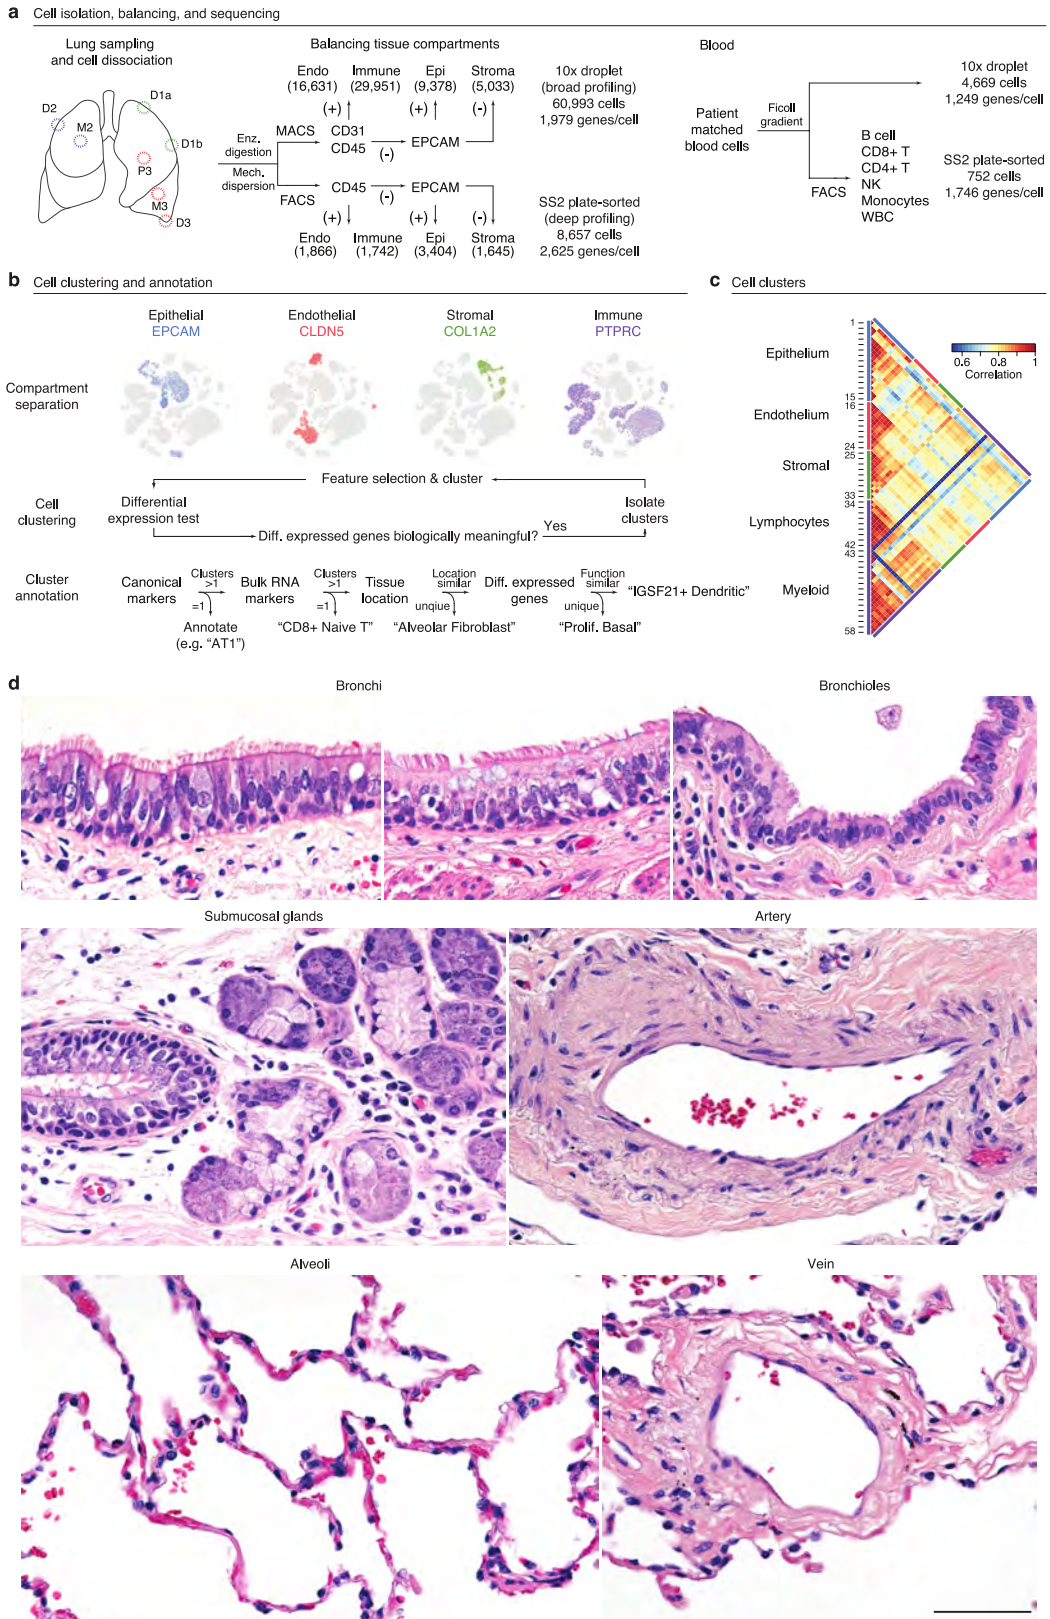 a Cell isolation, balancing, and sequencing
Lung sampling
and cell dissociation
D2
M2
D1a
D1b
P3
M3
D3
Enz.
digestion
Mech.
dispersion
MACS
FACS
Balancing tissue compartments
Endo
(16,631)
Immune
(29,951)
Epi
(9,378)
Stroma
(5,033)
(+)
(+)
(-)
CD31
CD45
(-)
EPCAM
CD45
(-)
EPCAM
(+)
(+)
(-)
Endo
(1,866)
Immune
(1,742)
Epi
(3,404)
Stroma
(1,645)
10x droplet
(broad profiling)
60,993 cells
1,979 genes/cell
SS2 plate-sorted
(deep profiling)
8,657 cells
2,625 genes/cell
Blood
Patient
matched
blood cells
Ficoll
gradient
FACS
B cell
CD8+ T
CD4+ T
NK
Monocytes
WBC
10x droplet
4,669 cells
1,249 genes/cell
SS2 plate-sorted
752 cells
1,746 genes/cell
b Cell clustering and annotation
Epithelial
EPCAM
Endothelial
CLDN5
Stromal
COL1A2
Immune
PTPRC
Compartment
separation
Feature selection & cluster
Cell
clustering
Differential
expression test
Isolate
clusters
Diff. expressed genes biologically meaningful?
Yes
Cluster
annotation
Canonical
markers
Clusters
>1
=1
Annotate
(e.g. “AT1”)
Bulk RNA
markers
Clusters
>1
=1
“CD8+ Naive T”
Tissue
location
Location
similar
unqiue
“Alveolar Fibroblast”
Diff. expressed
genes
Function
similar
unique
“Prolif. Basal”
“IGSF21+ Dendritic”
c Cell clusters
1
Epithelium
15
16
Endothelium
24
25
Stromal
33
34
Lymphocytes
42
43
Myeloid
58
0.6 0.8 1
Correlation
d
Bronchi
Bronchioles
Submucosal glands
Artery
Alveoli
Vein